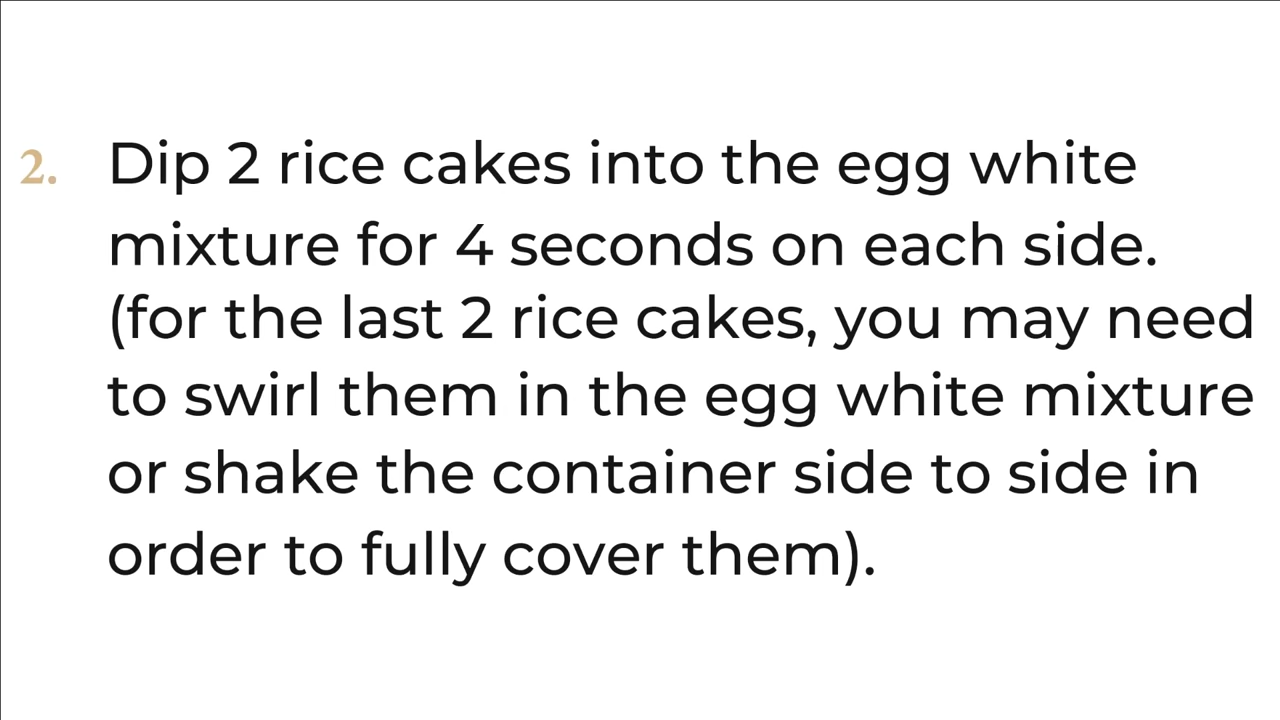 2. Dip 2 rice cakes into the egg white
mixture for 4 seconds on each side.
(for the last 2 rice cakes, you may need
to swirl them in the egg white mixture
or shake the container side to side in
order to fully cover them).